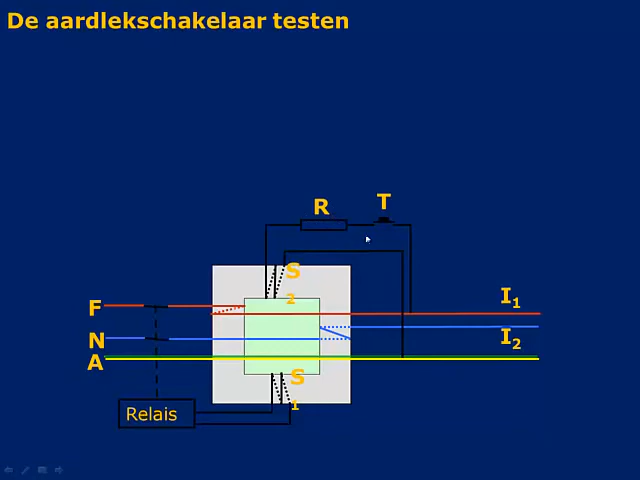 De aardlekschakelaar testen
R
T
S2
F
I1
N
I2
A
S1
Relais